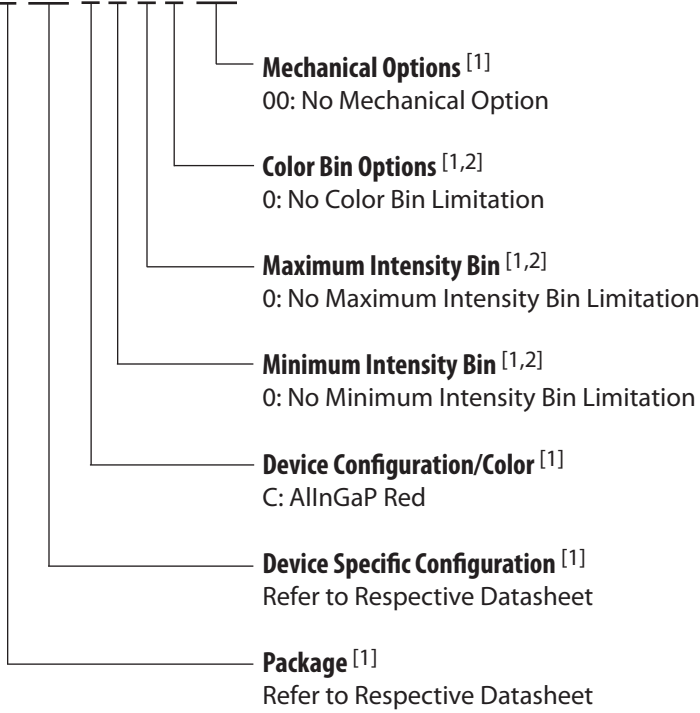 Mechanical Options [1]
00: No Mechanical Option
Color Bin Options [1,2]
0: No Color Bin Limitation
Maximum Intensity Bin [1,2]
0: No Maximum Intensity Bin Limitation
Minimum Intensity Bin [1,2]
0: No Minimum Intensity Bin Limitation
Device Configuration/Color [1]
C: AlInGaP Red
Device Specific Configuration [1]
Refer to Respective Datasheet
Package [1]
Refer to Respective Datasheet